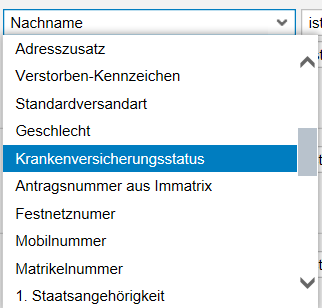 Nachname
ist
Adresszusatz
Verstorben-Kennzeichen
Standardversandart
Geschlecht
Krankenversicherungsstatus
Antragsnummer aus Immatrix
Festnetznumer
Mobilnummer
Matrikelnummer
1. Staatsangehörigkeit